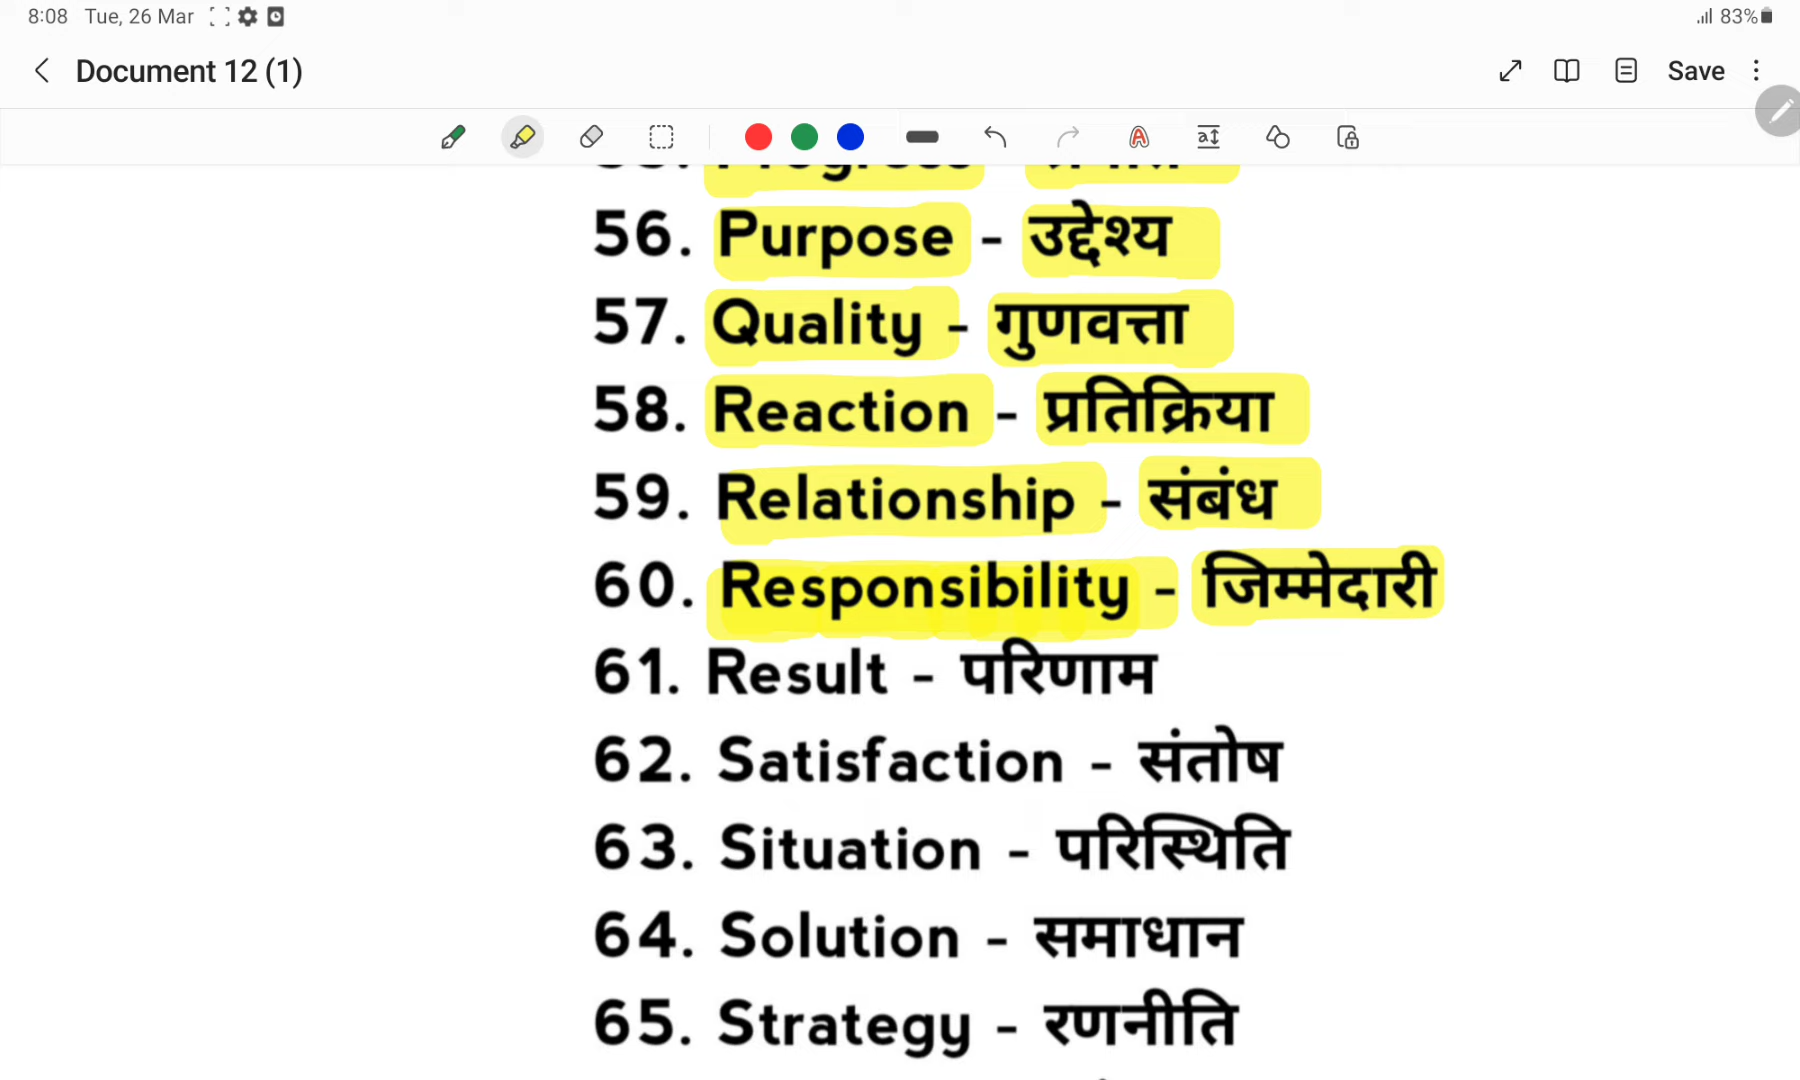 8:08 Tue, 26 Mar 83%
Document 12 (1) Save
56. Purpose - उद्देश्य
57. Quality - गुणवत्ता
58. Reaction - प्रतिक्रिया
59. Relationship - संबंध
60. Responsibility - जिम्मेदारी
61. Result - परिणाम
62. Satisfaction - संतोष
63. Situation - परिस्थिति
64. Solution - समाधान
65. Strategy - रणनीति